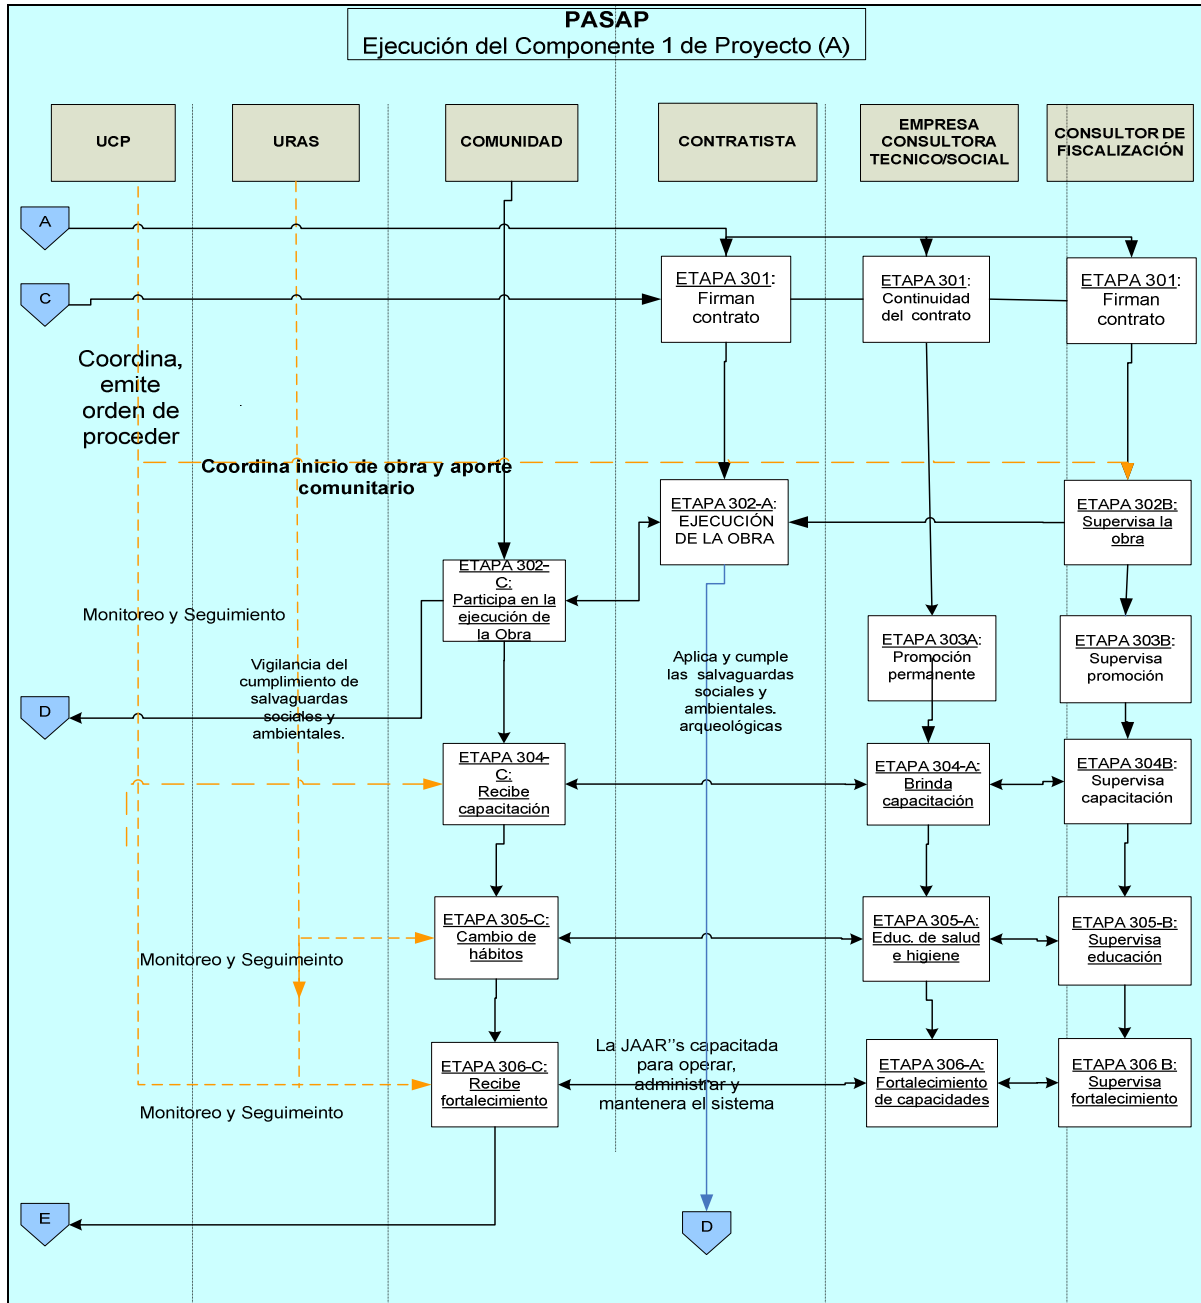 PASAP
Ejecución del Componente 1 de Proyecto (A)
UCP
URAS
COMUNIDAD
CONTRATISTA
EMPRESA
CONSULTORA
TECNICO/SOCIAL
CONSULTOR DE
FISCALIZACIÓN
A
C
ETAPA 301:
Firman
contrato
ETAPA 301:
Continuidad
del contrato
ETAPA 301:
Firman
contrato
Coordina,
emite
orden de
proceder
Coordina inicio de obra y aporte
comunitario
ETAPA 302-A:
EJECUCIÓN
DE LA OBRA
ETAPA 302B:
Supervisa la
obra
ETAPA 302-
C:
Participa en la
ejecución de
la Obra
Monitoreo y Seguimiento
ETAPA 303A:
Promoción
permanente
ETAPA 303B:
Supervisa
promoción
Vigilancia del
cumplimiento de
salvaguardas
sociales y
ambientales.
Aplica y cumple
las salvaguardas
sociales y
ambientales.
arqueológicas
D
ETAPA 304-
C:
Recibe
capacitación
ETAPA 304-A:
Brinda
capacitación
ETAPA 304B:
Supervisa
capacitación
ETAPA 305-C:
Cambio de
hábitos
ETAPA 305-A:
Educ. de salud
e higiene
ETAPA 305-B:
Supervisa
educación
Monitoreo y Seguimeinto
ETAPA 306-C:
Recibe
fortalecimiento
La JAAR''s capacitada
para operar,
administrar y
mantenera el sistema
ETAPA 306-A:
Fortalecimiento
de capacidades
ETAPA 306 B:
Supervisa
fortalecimiento
Monitoreo y Seguimeinto
E
D